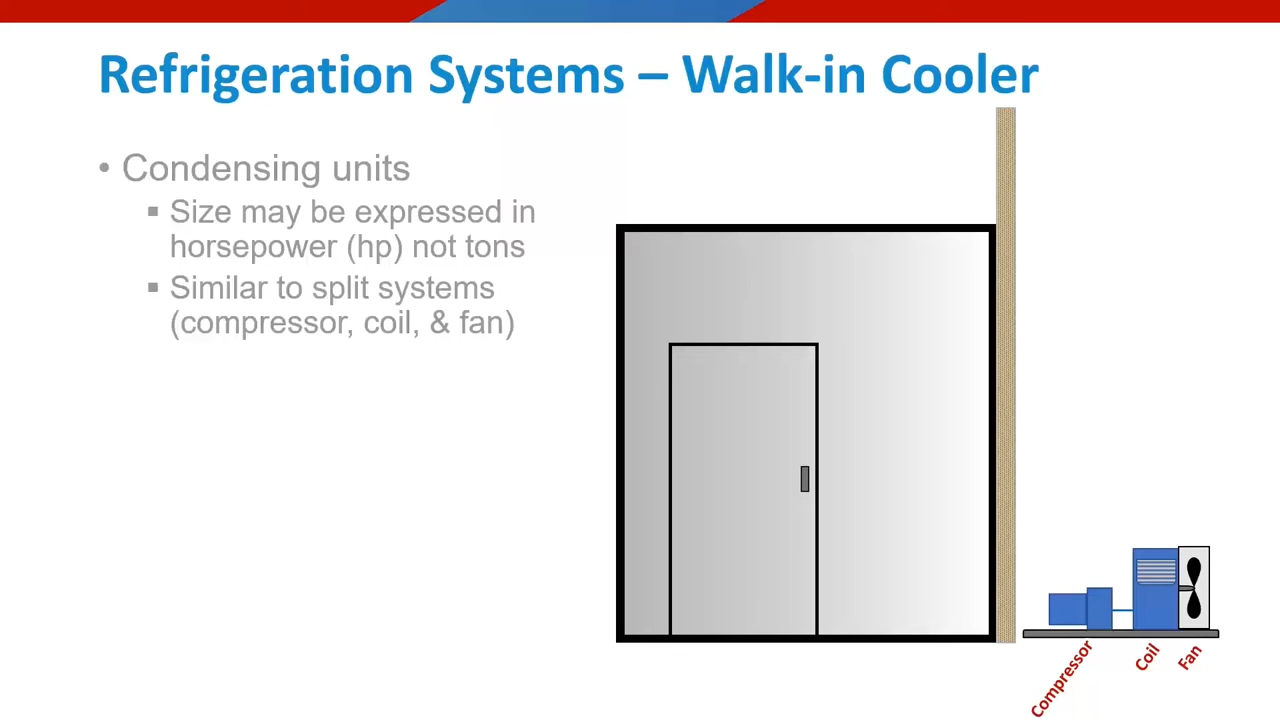 Refrigeration Systems – Walk-in Cooler
• Condensing units
▪ Size may be expressed in
horsepower (hp) not tons
▪ Similar to split systems
(compressor, coil, & fan)
Compressor
Coil
Fan